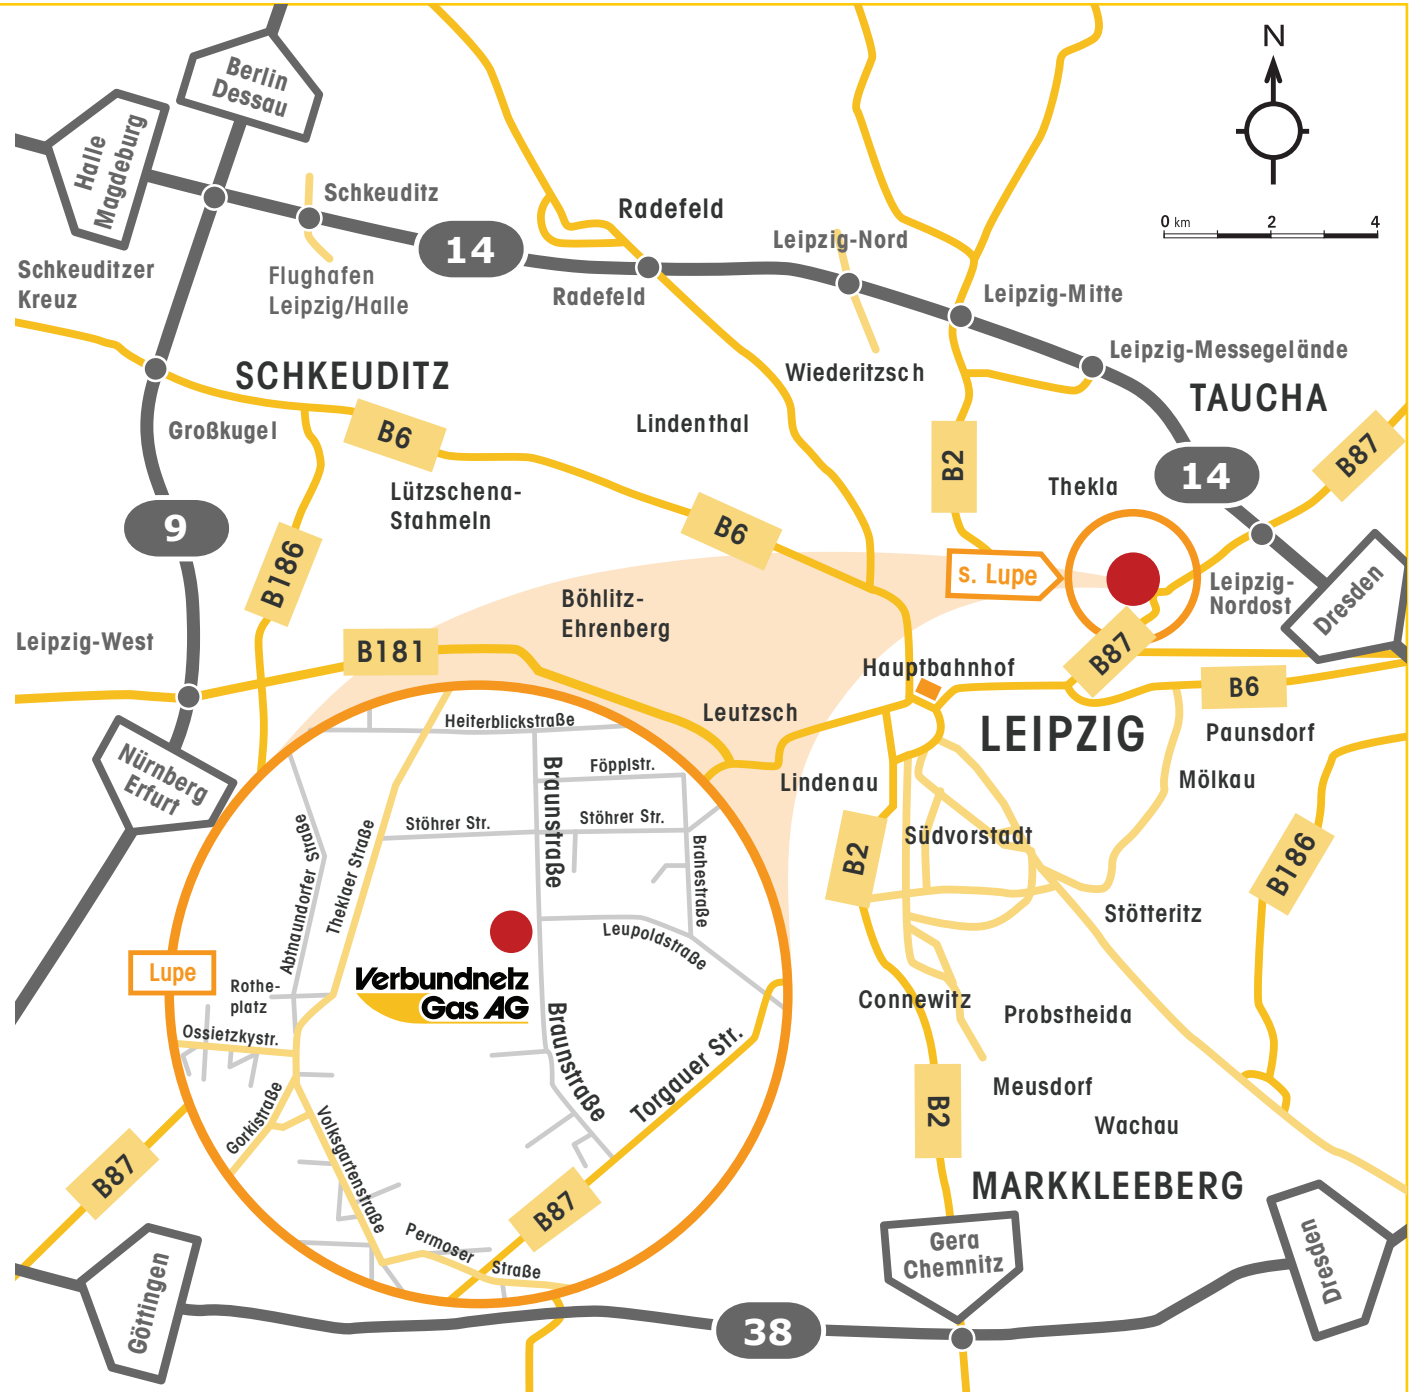 Berlin
Dessau
Halle
Magdeburg
N
0 km 2 4
Schkeuditz
Radefeld
14
Leipzig-Nord
Schkeuditzer
Kreuz
Flughafen
Leipzig/Halle
Radefeld
Leipzig-Mitte
Leipzig-Messegelände
SCHKEUDITZ
Wiederitzsch
TAUCHA
Großkugel
B6
Lindenthal
B2
B87
Lützschena-
Stahmeln
Thekla
14
9
B6
B186
s. Lupe
Leipzig-
Nordost
Dresden
Böhlitz-
Ehrenberg
Leipzig-West
B181
B87
Hauptbahnhof
B6
Leutzsch
LEIPZIG
Paunsdorf
Nürnberg
Erfurt
Lindenau
Mölkau
Heiterblickstraße
Föpplstr.
Braunstraße
Stöhrer Str.
Stöhrer Str.
Abtnaundorfer Straße
Theklaer Straße
Brahestraße
B2
Südvorstadt
B186
Leupoldstraße
Stötteritz
Lupe
Rothe-
platz
Verbundnetz
Gas AG
Ossietzkystr.
Braunstraße
Torgauer Str.
Connewitz
Probstheida
Gorkistraße
Volksgartenstraße
Meusdorf
B2
Wachau
B87
B87
MARKKLEEBERG
Permoser
Straße
Göttingen
Gera
Chemnitz
Dresden
38